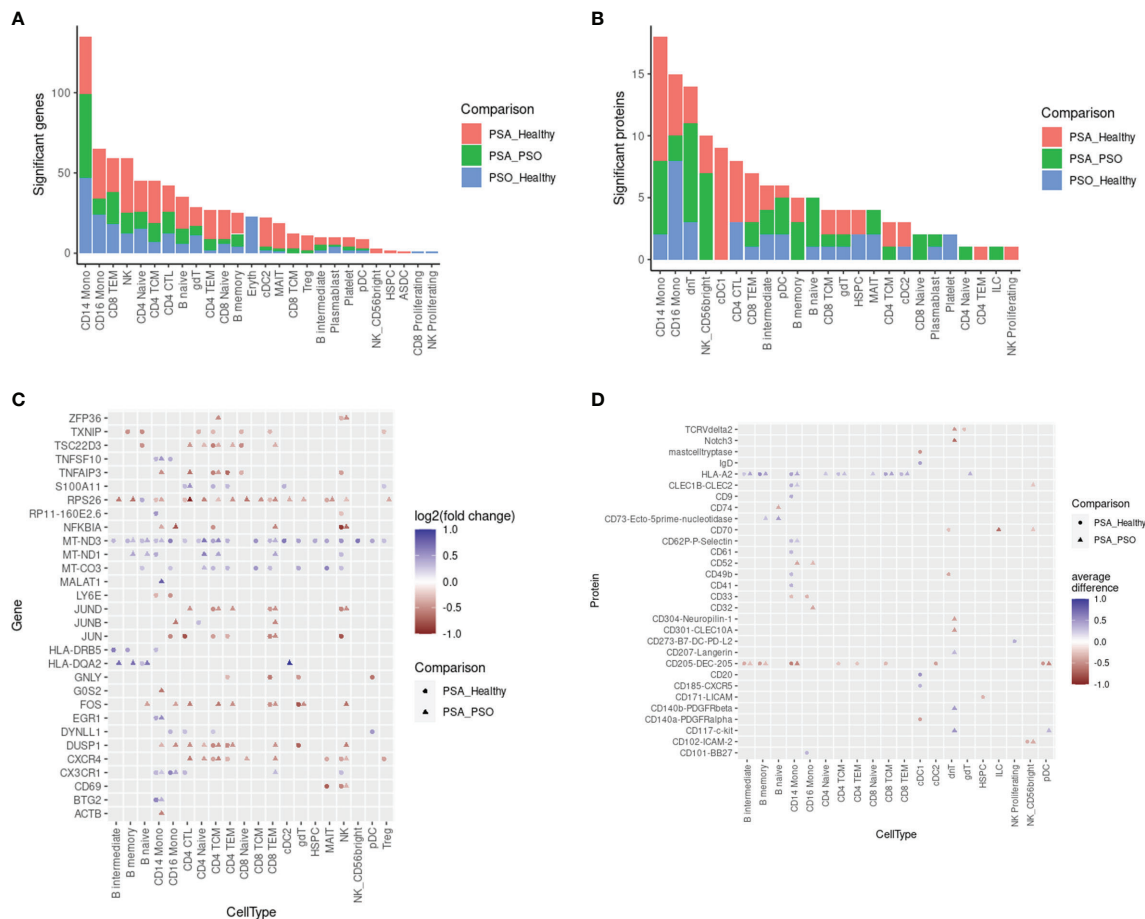 A
Significant genes
100
50
0
CD14 Mono
CD16 Mono
CD8 TEM
NK
CD4 Naive
CD4 TCM
CD4 CTL
B naive
gdT
CD4 TEM
CD8 Naive
B memory
Eryth
cDC2
MAIT
CD8 TCM
Treg
B intermediate
Plasmablast
Platelet
pDC
NK_CD56bright
HSPC
ASDC
CD8 Proliferating
NK Proliferating
Comparison
PSA_Healthy
PSA_PSO
PSO_Healthy
B
Significant proteins
15
10
5
0
CD14 Mono
CD16 Mono
dnT
NK_CD56bright
cDC1
CD4 CTL
CD8 TEM
B intermediate
pDC
B memory
B naive
CD8 TCM
gdT
HSPC
MAIT
CD4 TCM
cDC2
CD8 Naive
Plasmablast
Platelet
CD4 Naive
CD4 TEM
ILC
NK Proliferating
Comparison
PSA_Healthy
PSA_PSO
PSO_Healthy
C
Gene
ZFP36
TXNIP
TSC22D3
TNFSF10
TNFAIP3
S100A11
RPS26
RP11-160E2.6
NFKBIA
MT-ND3
MT-ND1
MT-CO3
MALAT1
LY6E
JUND
JUNB
JUN
HLA-DRB5
HLA-DQA2
GNLY
G0S2
FOS
EGR1
DYNLL1
DUSP1
CXCR4
CX3CR1
CD69
BTG2
ACTB
B intermediate
B memory
B naive
CD14 Mono
CD16 Mono
CD4 CTL
CD4 Naive
CD4 TCM
CD4 TEM
CD8 Naive
CD8 TCM
CD8 TEM
cDC2
gdT
HSPC
MAIT
NK
NK_CD56bright
pDC
Treg
CellType
log2(fold change)
1.0
0.5
0.0
-0.5
-1.0
Comparison
PSA_Healthy
PSA_PSO
D
Protein
TCRVdelta2
Notch3
mastcelltryptase
IgD
HLA-A2
CLEC1B-CLEC2
CD9
CD74
CD73-Ecto-5prime-nucleotidase
CD70
CD62P-P-Selectin
CD61
CD52
CD49b
CD41
CD33
CD32
CD304-Neuropilin-1
CD301-CLEC10A
CD273-B7-DC-PD-L2
CD207-Langerin
CD205-DEC-205
CD20
CD185-CXCR5
CD171-LICAM
CD140b-PDGFRbeta
CD140a-PDGFRalpha
CD117-c-kit
CD102-ICAM-2
CD101-BB27
B intermediate
B memory
B naive
CD14 Mono
CD16 Mono
CD4 Naive
CD4 TCM
CD4 TEM
CD8 Naive
CD8 TCM
CD8 TEM
cDC1
cDC2
dnT
gdT
HSPC
ILC
NK Proliferating
NK_CD56bright
pDC
CellType
Comparison
PSA_Healthy
PSA_PSO
average
difference
1.0
0.5
0.0
-0.5
-1.0